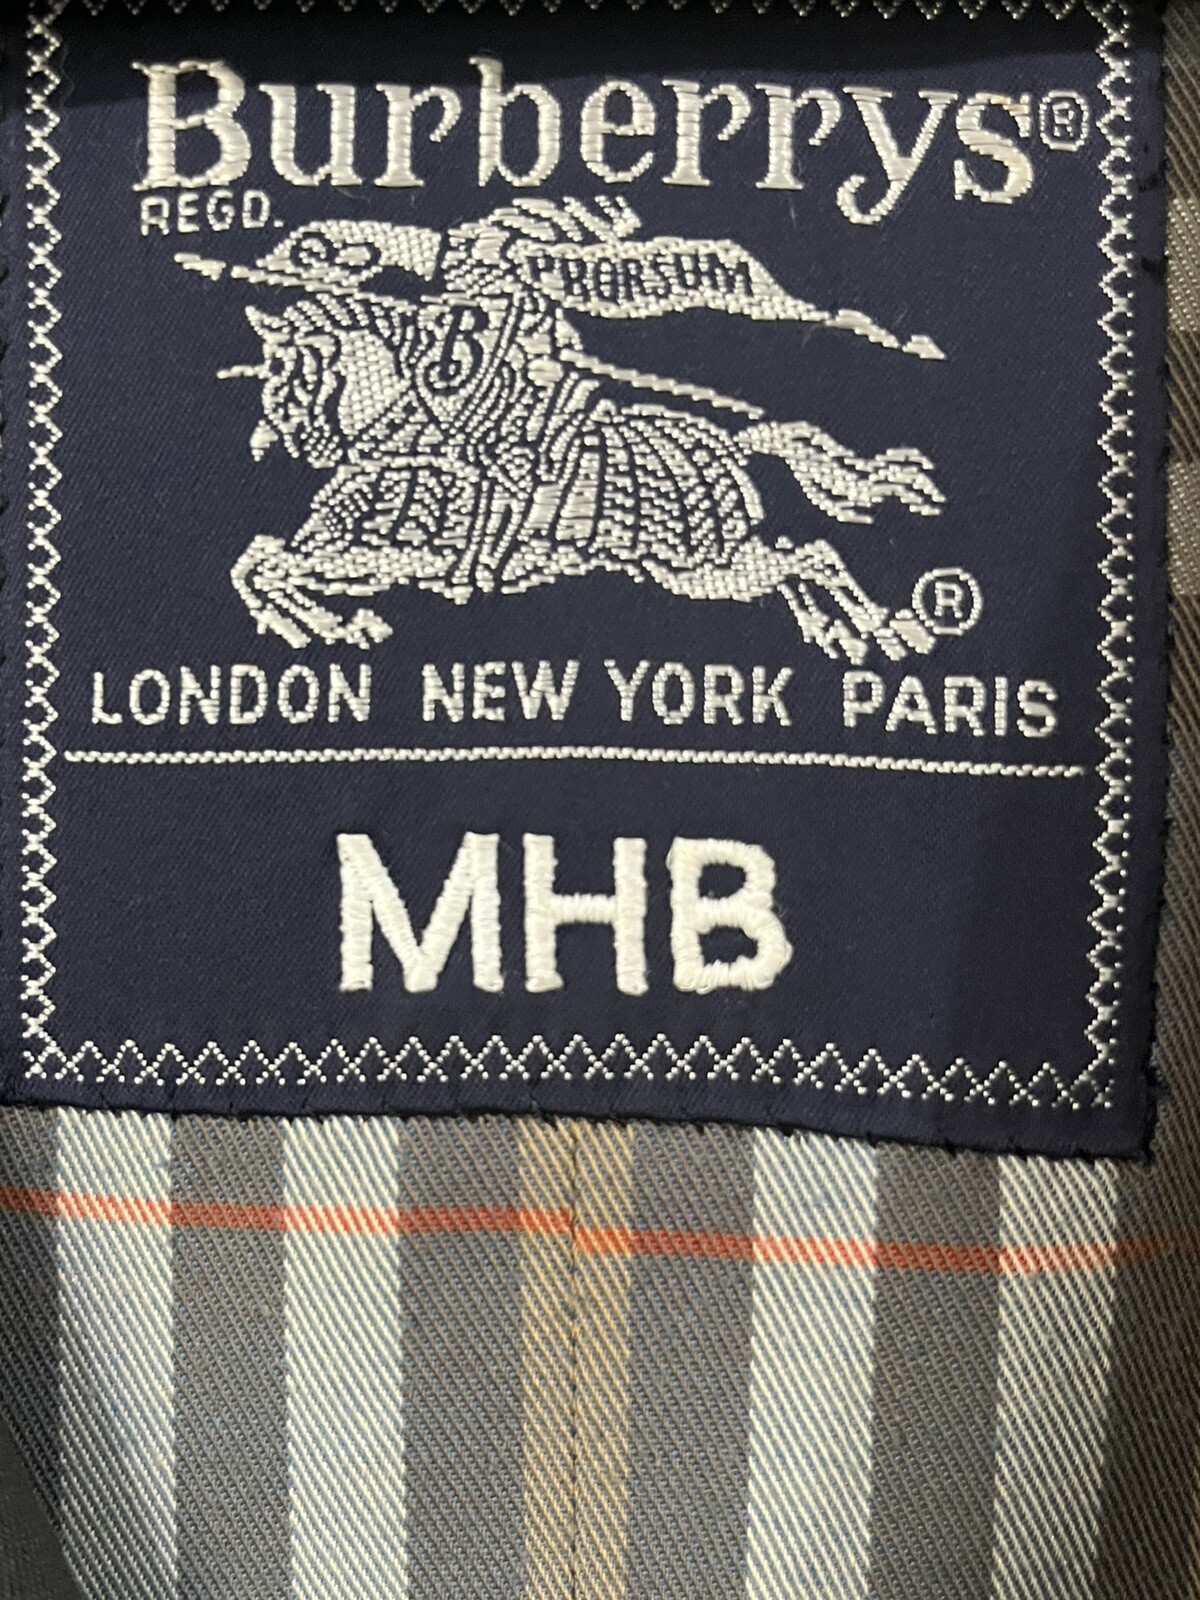 Burberrys®
REGD.
PRORSUM
B
®
LONDON NEW YORK PARIS
MHB